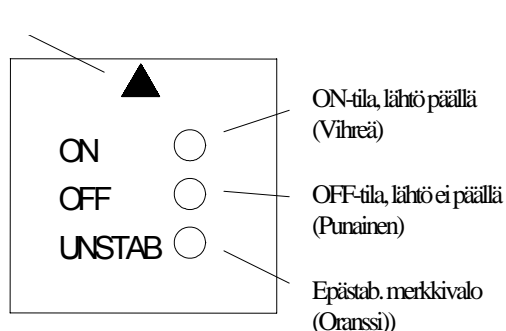 ON
OFF
UNSTAB
ON-tila, lähtö päällä
(Vihreä)
OFF-tila, lähtö ei päällä
(Punainen)
Epästab. merkkivalo
(Oranssi))